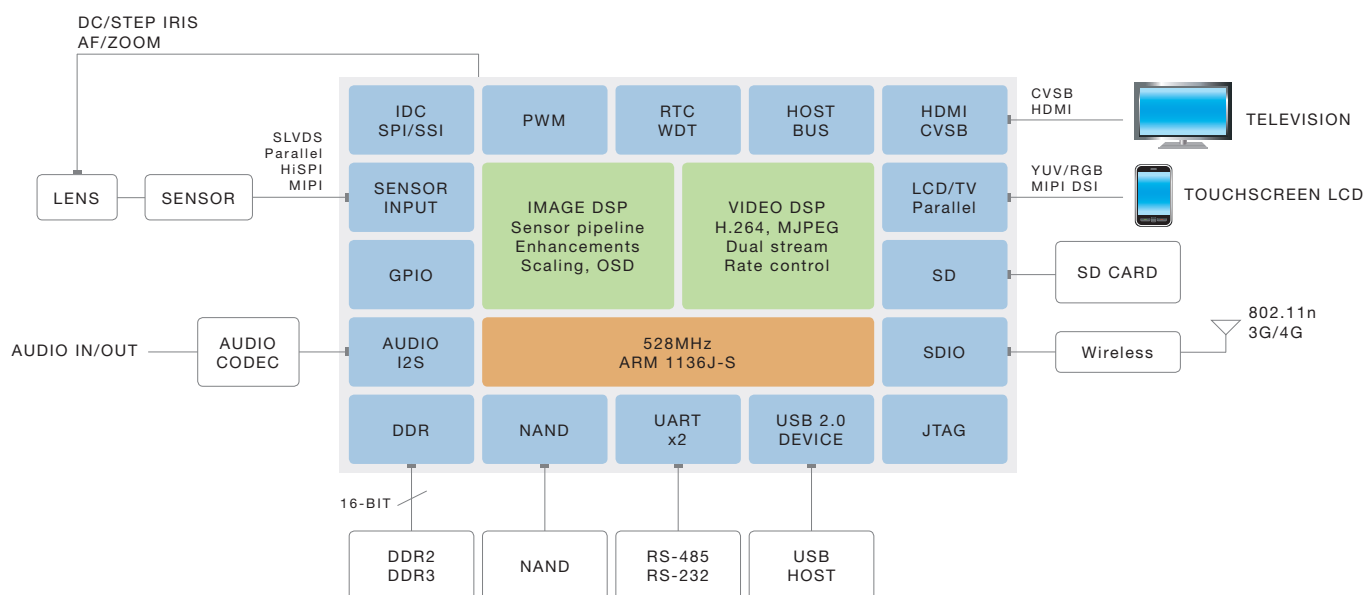 DC/STEP IRIS
AF/ZOOM
SLVDS
Parallel
HiSPI
MIPI
LENS
SENSOR
AUDIO IN/OUT
AUDIO
CODEC
IDC
SPI/SSI
PWM
RTC
WDT
HOST
BUS
HDMI
CVSB
SENSOR
INPUT
IMAGE DSP
Sensor pipeline
Enhancements
Scaling, OSD
VIDEO DSP
H.264, MJPEG
Dual stream
Rate control
LCD/TV
Parallel
GPIO
SD
AUDIO
I2S
528MHz
ARM 1136J-S
SDIO
DDR
NAND
UART
x2
USB 2.0
DEVICE
JTAG
CVSB
HDMI
TELEVISION
YUV/RGB
MIPI DSI
TOUCHSCREEN LCD
SD CARD
Wireless
802.11n
3G/4G
16-BIT
DDR2
DDR3
NAND
RS-485
RS-232
USB
HOST